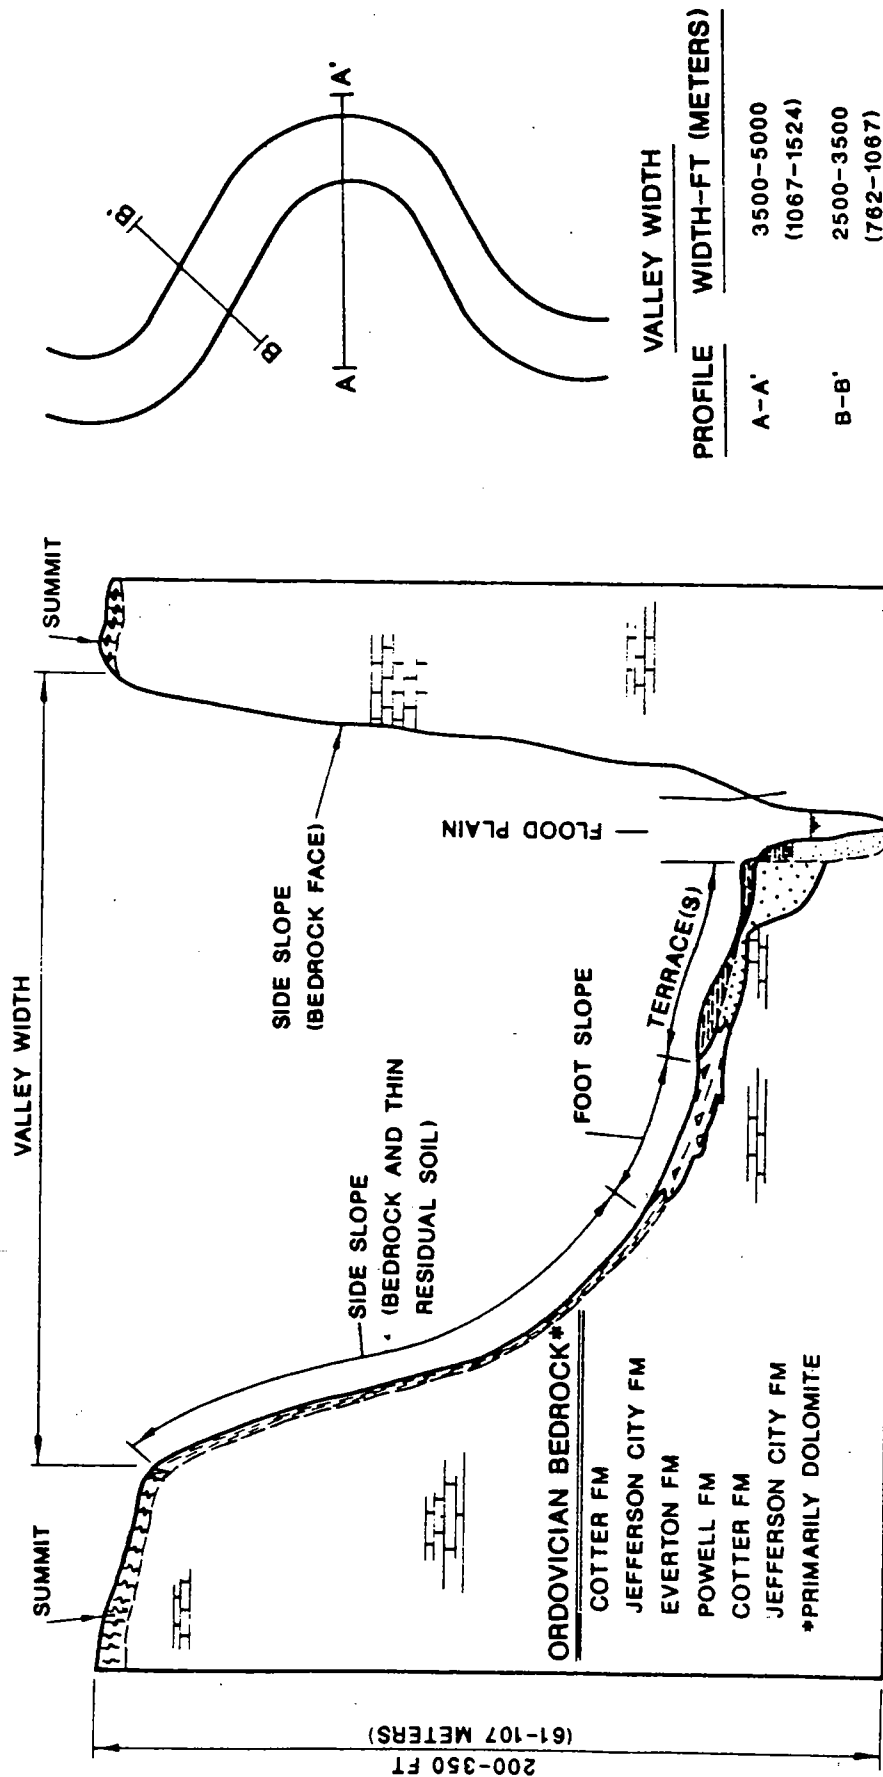 VALLEY WIDTH
SUMMIT
SUMMIT
SIDE SLOPE
(BEDROCK AND THIN
RESIDUAL SOIL)
SIDE SLOPE
(BEDROCK FACE)
FOOT SLOPE
TERRACE(S)
FLOOD PLAIN
200-350 FT
(61-107 METERS)
ORDOVICIAN BEDROCK*
COTTER FM
JEFFERSON CITY FM
EVERTON FM
POWELL FM
COTTER FM
JEFFERSON CITY FM
*PRIMARILY DOLOMITE
B
B'
A
A'
VALLEY WIDTH
PROFILE WIDTH-FT (METERS)
A-A' 3500-5000
(1067-1524)
B-B' 2500-3500
(762-1067)